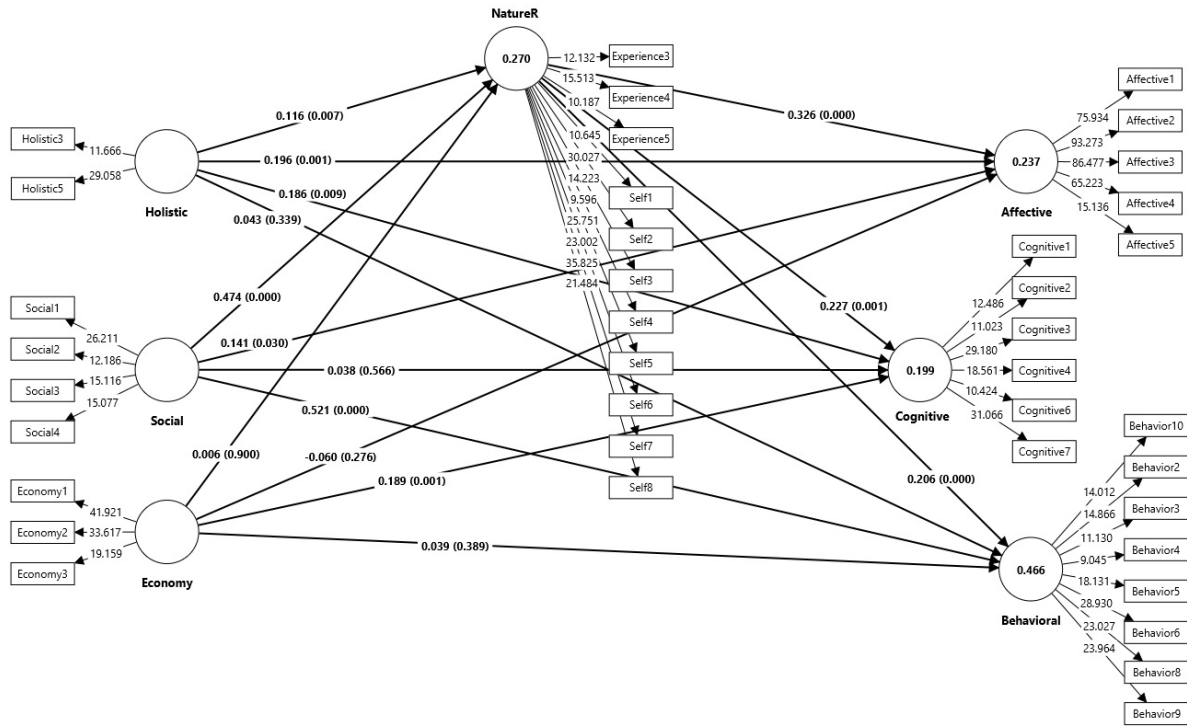 NatureR
0.270
12.132
Experience3
15.513
Experience4
10.187
Experience5
10.645
30.027
14.223
9.596
25.751
23.002
35.825
21.484
Self1
Self2
Self3
Self4
Self5
Self6
Self7
Self8
Holistic3
11.666
Holistic5
29.058
Holistic
0.116 (0.007)
0.196 (0.001)
0.186 (0.009)
0.043 (0.339)
Social1
26.211
Social2
12.186
Social3
15.116
Social4
15.077
Social
0.474 (0.000)
0.141 (0.030)
0.038 (0.566)
0.521 (0.000)
Economy1
41.921
Economy2
33.617
Economy3
19.159
Economy
0.006 (0.900)
-0.060 (0.276)
0.189 (0.001)
0.039 (0.389)
0.326 (0.000)
0.227 (0.001)
0.206 (0.000)
0.237
Affective
75.934
Affective1
93.273
Affective2
86.477
Affective3
65.223
Affective4
15.136
Affective5
0.199
Cognitive
12.486
Cognitive1
11.023
Cognitive2
29.180
Cognitive3
18.561
Cognitive4
10.424
Cognitive6
31.066
Cognitive7
0.466
Behavioral
14.012
Behavior10
14.866
Behavior2
11.130
Behavior3
9.045
Behavior4
18.131
Behavior5
28.930
Behavior6
23.027
Behavior8
23.964
Behavior9